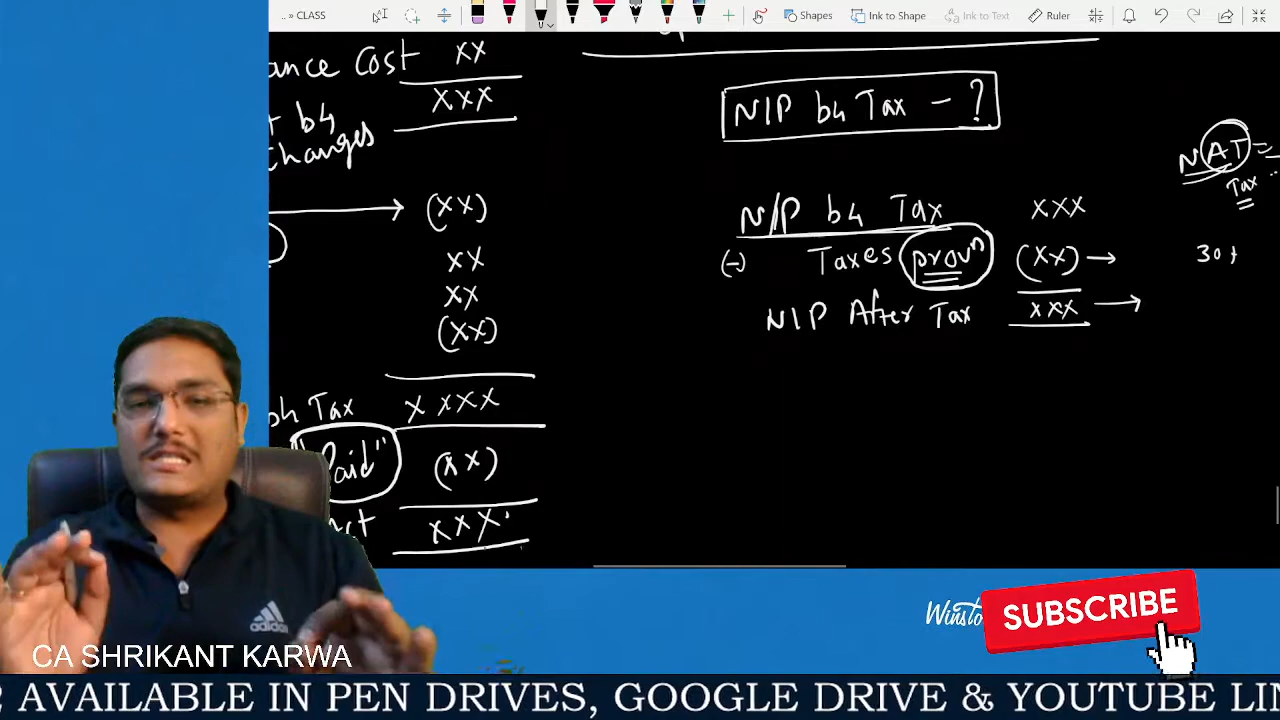 .. » CLASS
Shapes
Ink to Shape
Ink to Text
Ruler
ance Cost xx
xxx
b4
changes
(xx)
xx
xx
(xx)
Tax x xxx
Paid" (xx)
xxx
N/P b4 Tax - ?
N/P b4 Tax xxx
(-) Taxes provⁿ (xx)
N/P After Tax xxx
NAT =
Tax
30
SUBSCRIBE
CA SHRIKANT KARWA
2 AVAILABLE IN PEN DRIVES, GOOGLE DRIVE & YOUTUBE LIN